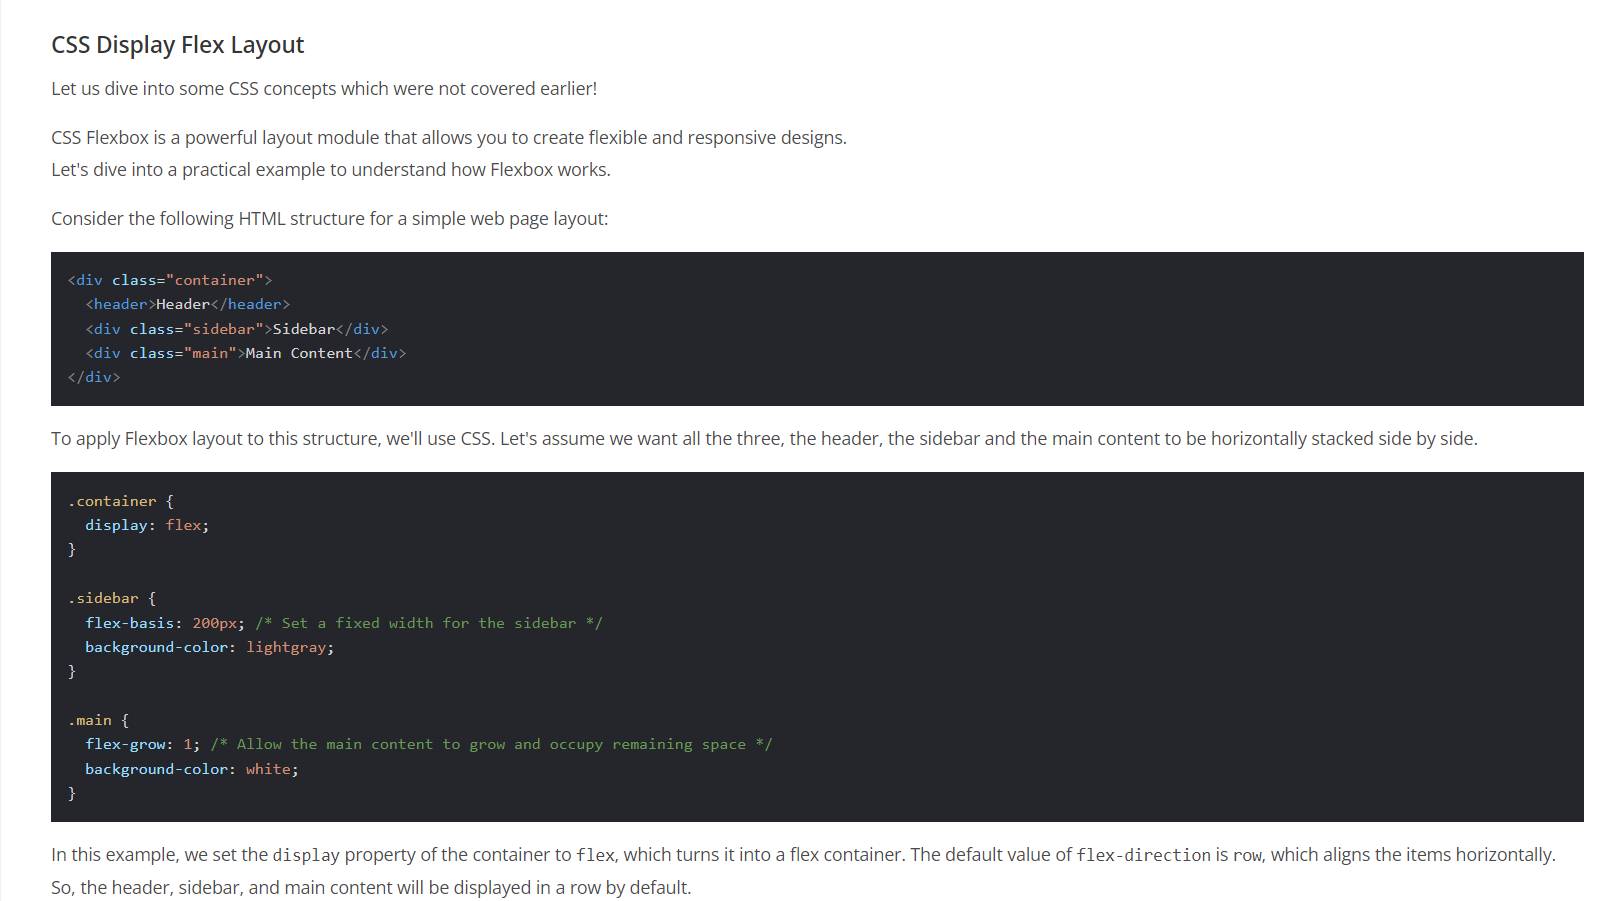 CSS Display Flex Layout
Let us dive into some CSS concepts which were not covered earlier!
CSS Flexbox is a powerful layout module that allows you to create flexible and responsive designs.
Let's dive into a practical example to understand how Flexbox works.
Consider the following HTML structure for a simple web page layout:
<div class="container">
  <header>Header</header>
  <div class="sidebar">Sidebar</div>
  <div class="main">Main Content</div>
</div>
To apply Flexbox layout to this structure, we'll use CSS. Let's assume we want all the three, the header, the sidebar and the main content to be horizontally stacked side by side.
.container {
  display: flex;
}
.sidebar {
  flex-basis: 200px; /* Set a fixed width for the sidebar */
  background-color: lightgray;
}
.main {
  flex-grow: 1; /* Allow the main content to grow and occupy remaining space */
  background-color: white;
}
In this example, we set the display property of the container to flex, which turns it into a flex container. The default value of flex-direction is row, which aligns the items horizontally.
So, the header, sidebar, and main content will be displayed in a row by default.